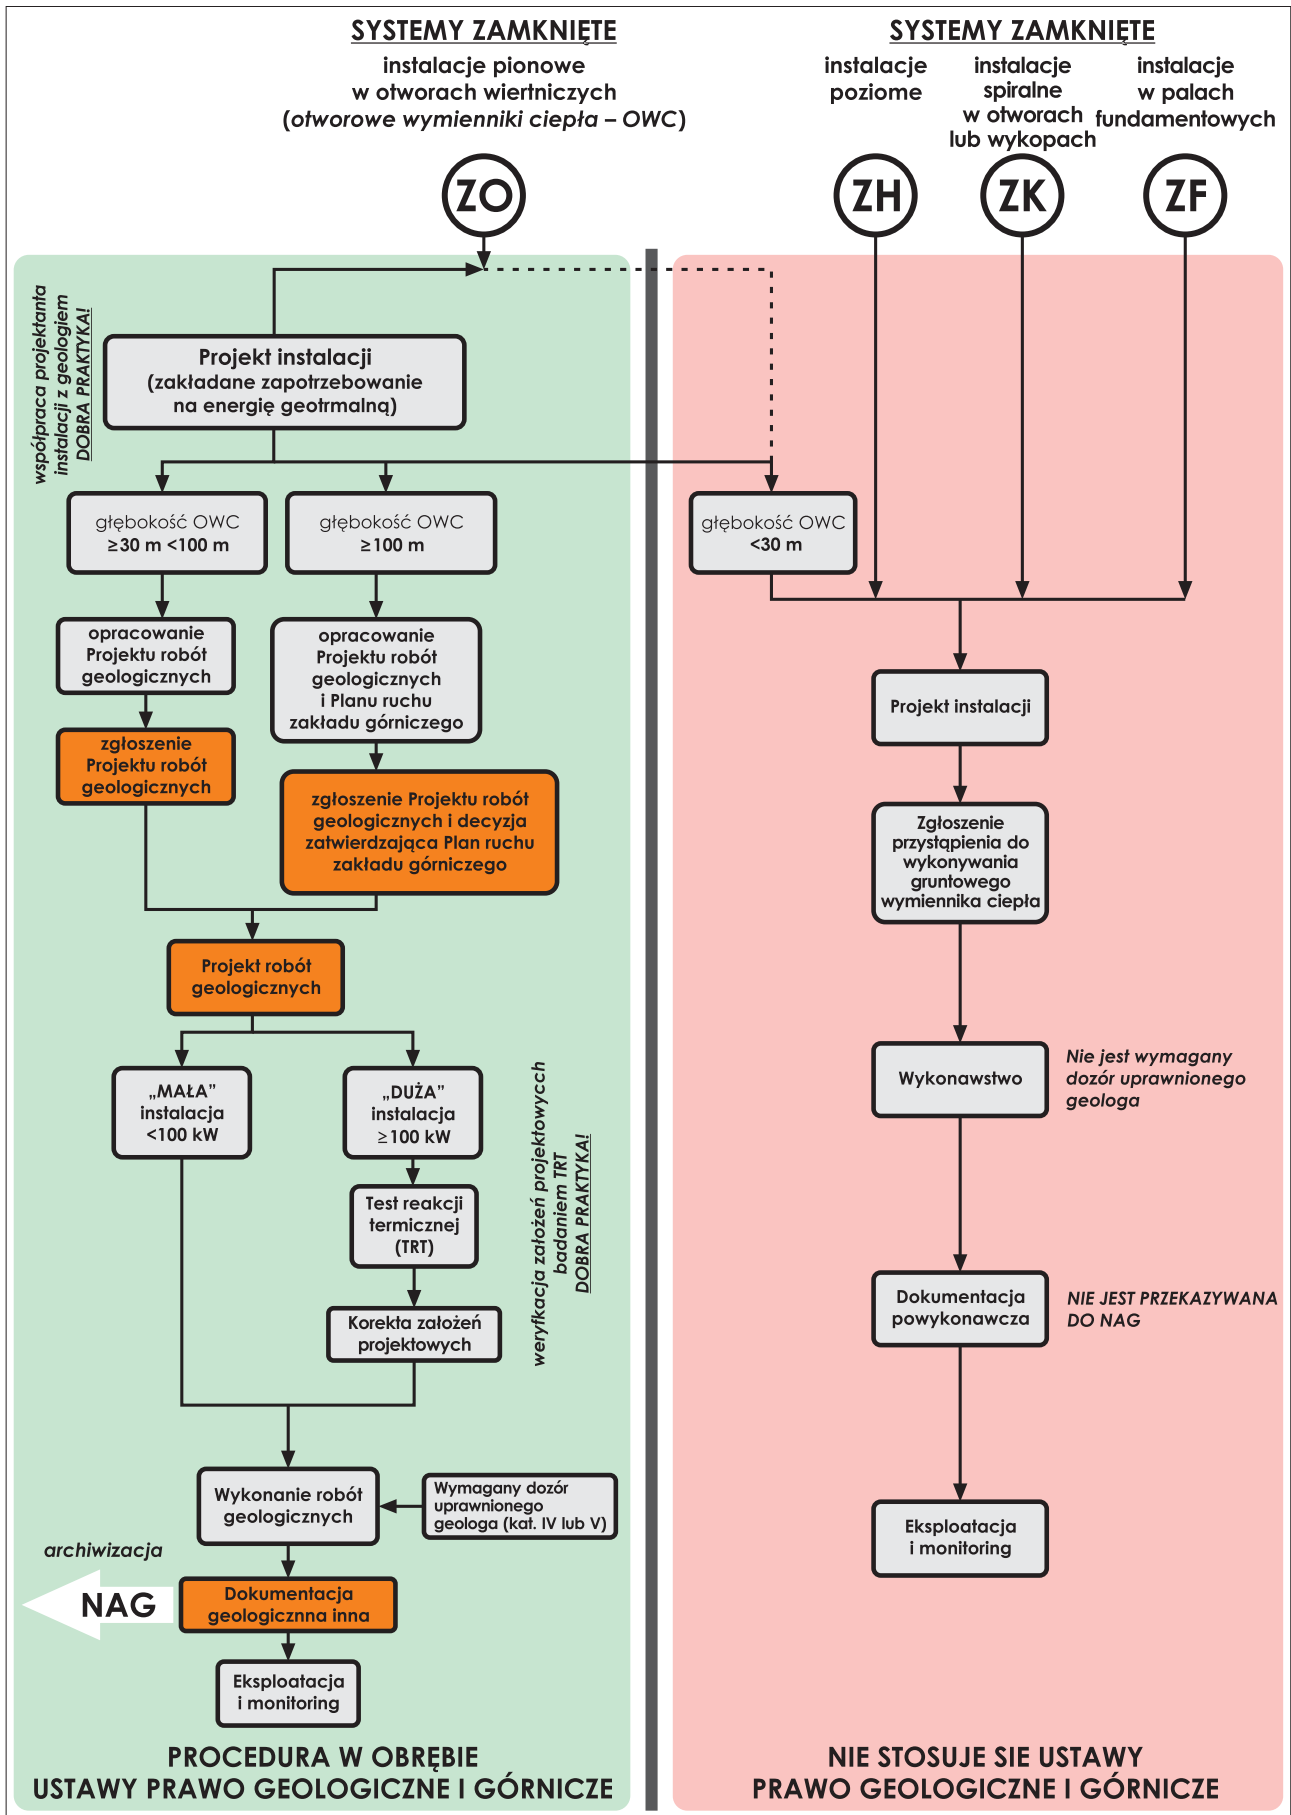 SYSTEMY ZAMKNIĘTE
instalacje pionowe
w otworach wiertniczych
(otworowe wymienniki ciepła – OWC)
ZO
SYSTEMY ZAMKNIĘTE
instalacje
poziome
instalacje
spiralne
w otworach
lub wykopach
instalacje
w palach
fundamentowych
ZH
ZK
ZF
współpraca projektanta
instalacji z geologiem
DOBRA PRAKTYKA!
Projekt instalacji
(zakładane zapotrzebowanie
na energię geotrmalną)
głębokość OWC
≥30 m <100 m
głębokość OWC
≥100 m
głębokość OWC
<30 m
opracowanie
Projektu robót
geologicznych
opracowanie
Projektu robót
geologicznych
i Planu ruchu
zakładu górniczego
zgłoszenie
Projektu robót
geologicznych
zgłoszenie Projektu robót
geologicznych i decyzja
zatwierdzająca Plan ruchu
zakładu górniczego
Projekt robót
geologicznych
„MAŁA”
instalacja
<100 kW
„DUŻA”
instalacja
≥100 kW
Test reakcji
termicznej
(TRT)
Korekta założeń
projektowych
weryfkacja założeń projektowych
badaniem TRT
DOBRA PRAKTYKA!
Wykonanie robót
geologicznych
Wymagany dozór
uprawnionego
geologa (kat. IV lub V)
archiwizacja
NAG
Dokumentacja
geologicznna inna
Eksploatacja
i monitoring
PROCEDURA W OBRĘBIE
USTAWY PRAWO GEOLOGICZNE I GÓRNICZE
Projekt instalacji
Zgłoszenie
przystąpienia do
wykonywania
gruntowego
wymiennika ciepła
Wykonawstwo
Nie jest wymagany
dozór uprawnionego
geologa
Dokumentacja
powykonawcza
NIE JEST PRZEKAZYWANA
DO NAG
Eksploatacja
i monitoring
NIE STOSUJE SIE USTAWY
PRAWO GEOLOGICZNE I GÓRNICZE